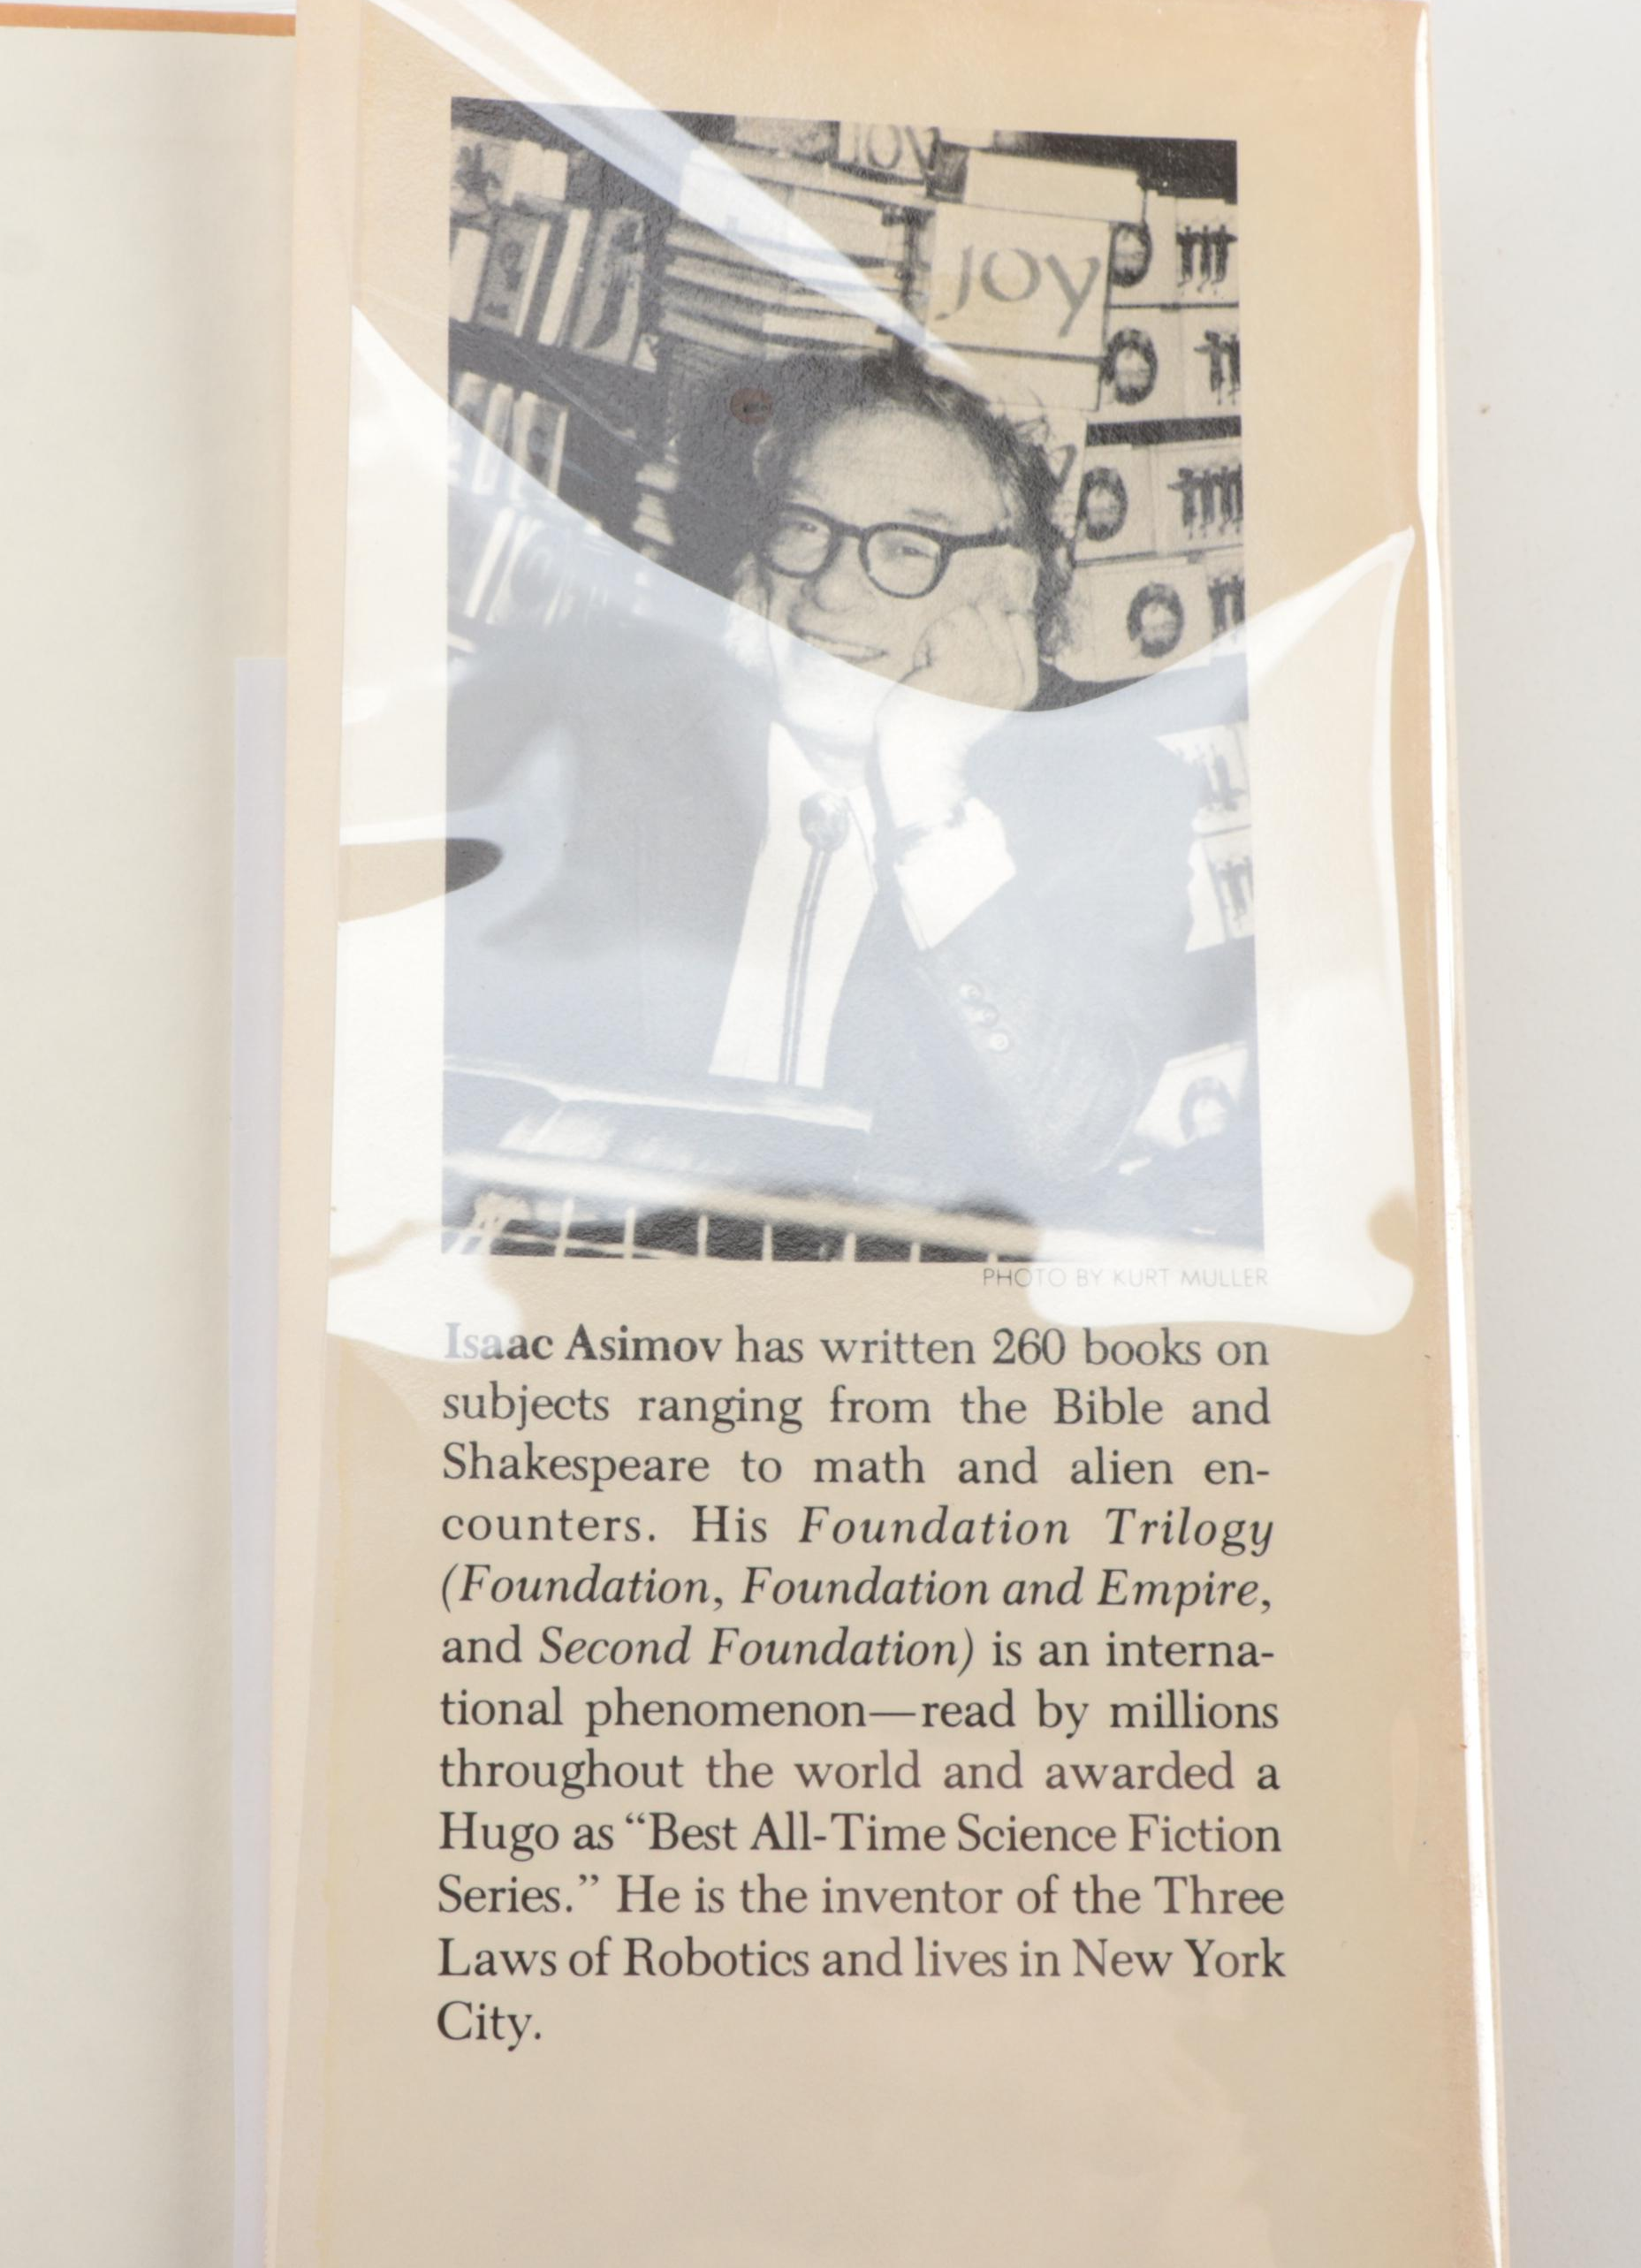 JOY
JOY
PHOTO BY KURT MULLER
Isaac Asimov has written 260 books on
subjects ranging from the Bible and
Shakespeare to math and alien en-
counters. His Foundation Trilogy
(Foundation, Foundation and Empire,
and Second Foundation) is an interna-
tional phenomenon—read by millions
throughout the world and awarded a
Hugo as “Best All-Time Science Fiction
Series.” He is the inventor of the Three
Laws of Robotics and lives in New York
City.